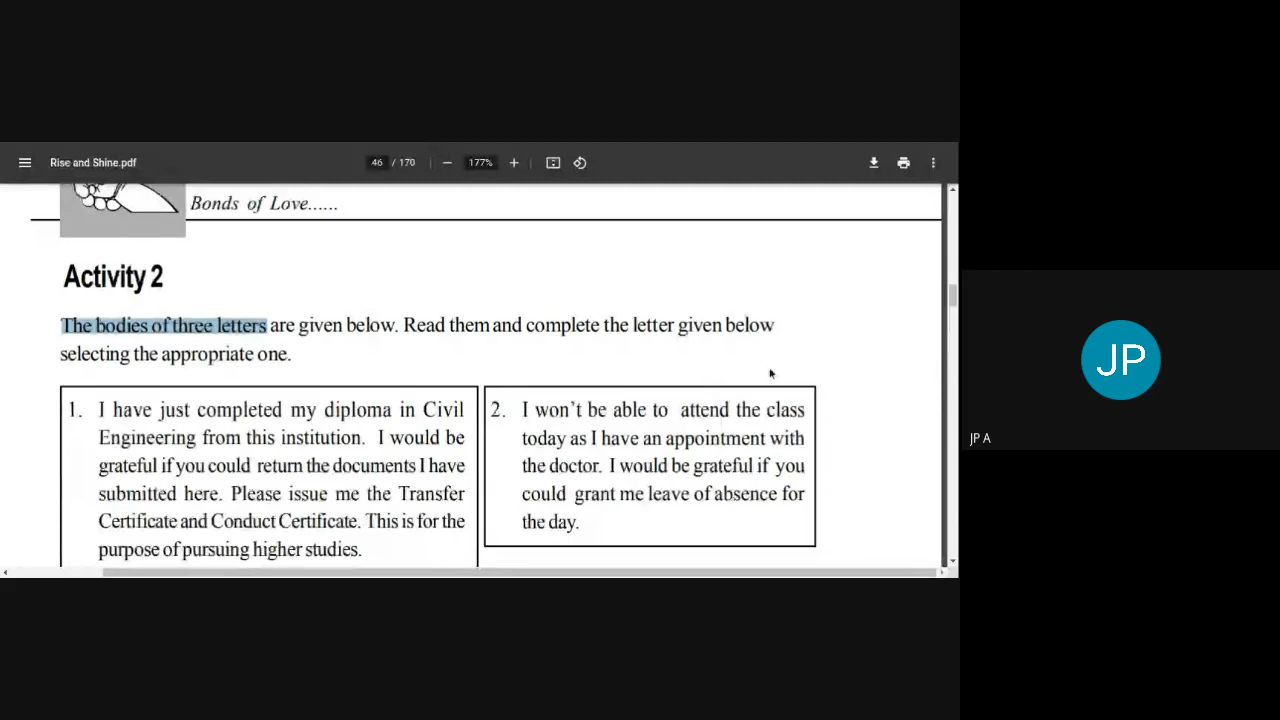 Rise and Shine.pdf
46 / 170
177%
Bonds of Love......
Activity 2
The bodies of three letters are given below. Read them and complete the letter given below
selecting the appropriate one.
1. I have just completed my diploma in Civil
Engineering from this institution. I would be
grateful if you could return the documents I have
submitted here. Please issue me the Transfer
Certificate and Conduct Certificate. This is for the
purpose of pursuing higher studies.
2. I won't be able to attend the class
today as I have an appointment with
the doctor. I would be grateful if you
could grant me leave of absence for
the day.
JP
JP A